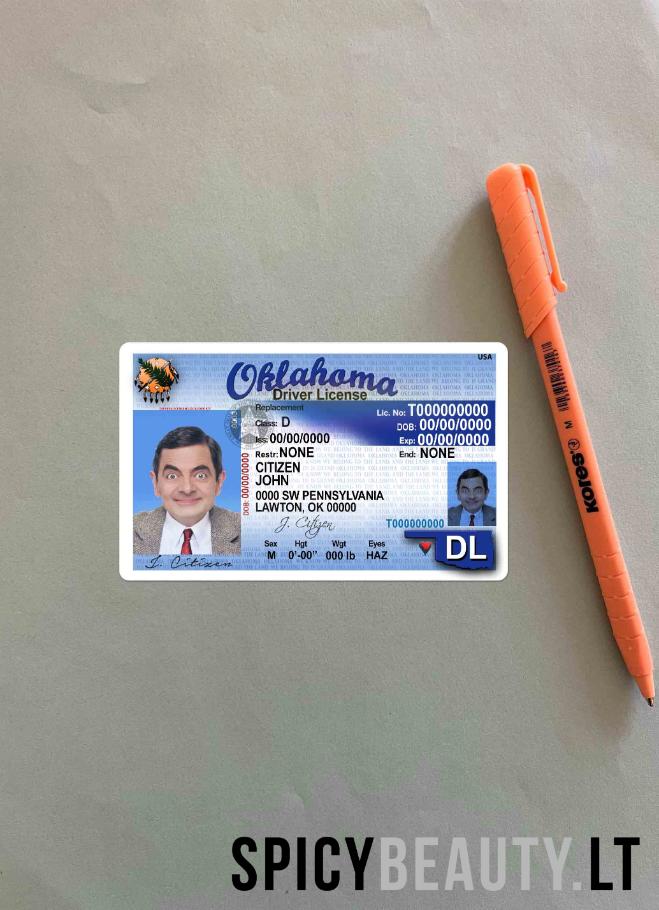 USA
Oklahoma
Driver License
Replacement
Lic. No: T000000000
Class: D
DOB: 00/00/0000
Iss: 00/00/0000
Exp: 00/00/0000
Restr: NONE
End: NONE
DOB: 00/00/0000
CITIZEN
JOHN
0000 SW PENNSYLVANIA
LAWTON, OK 00000
J. Citizen
T000000000
Sex Hgt Wgt Eyes
M 0'-00" 000 lb HAZ
DL
J. Citizen
M
Kores
SPICYBEAUTY.LT